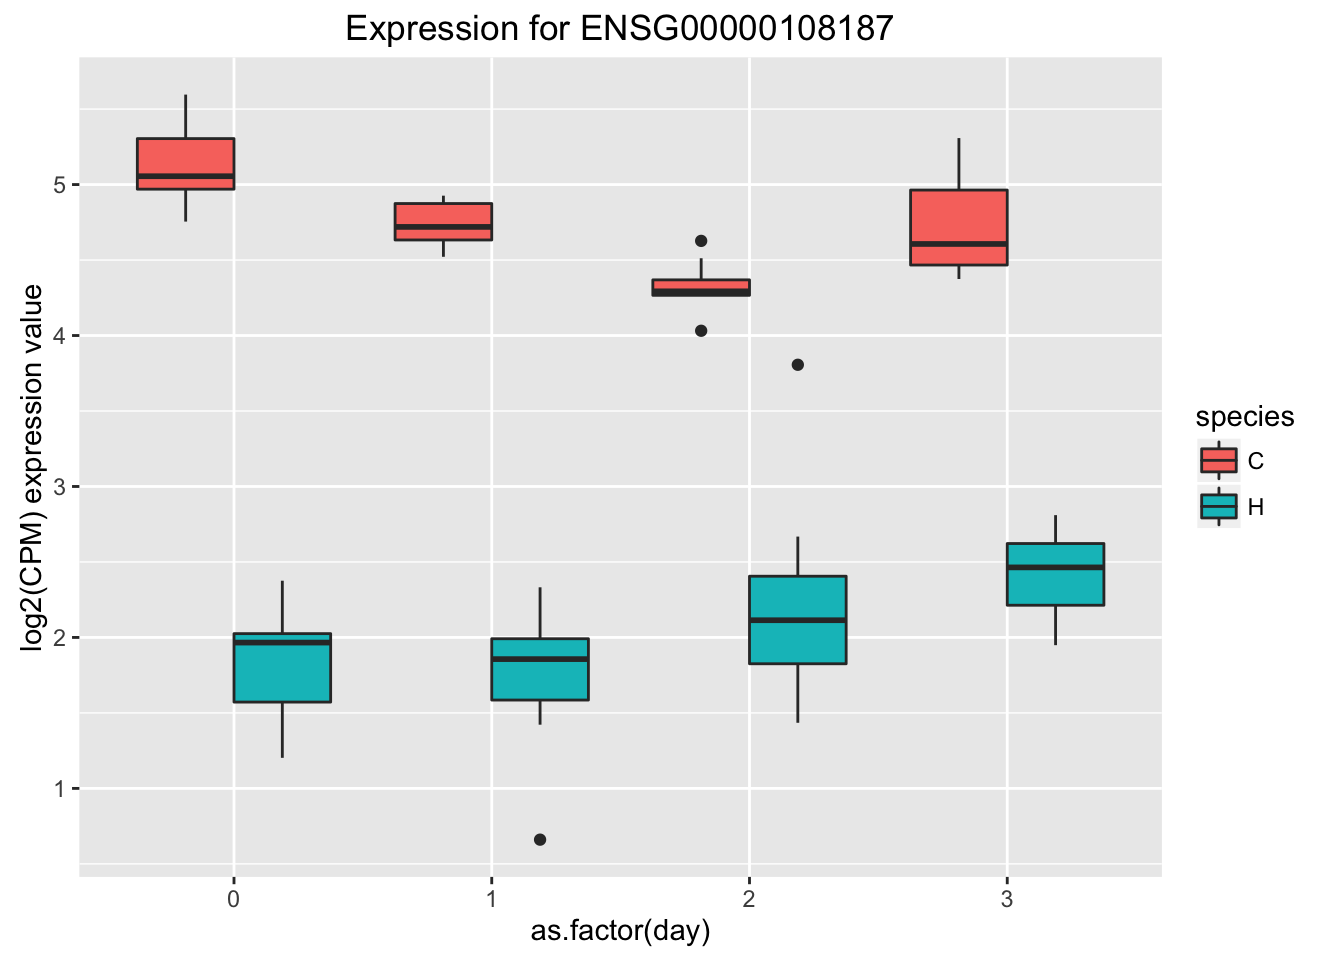 Expression for ENSG00000108187
log2(CPM) expression value
5
4
3
2
1
0 1 2 3
as.factor(day)
species
C
H